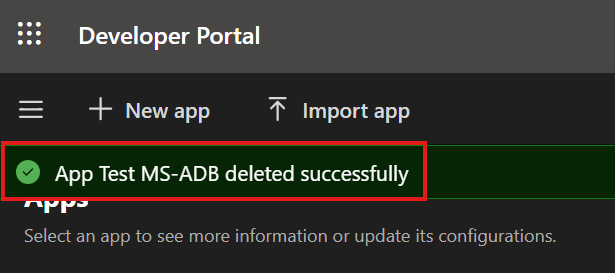 Developer Portal
New app
Import app
App Test MS-ADB deleted successfully
Apps
Select an app to see more information or update its configurations.